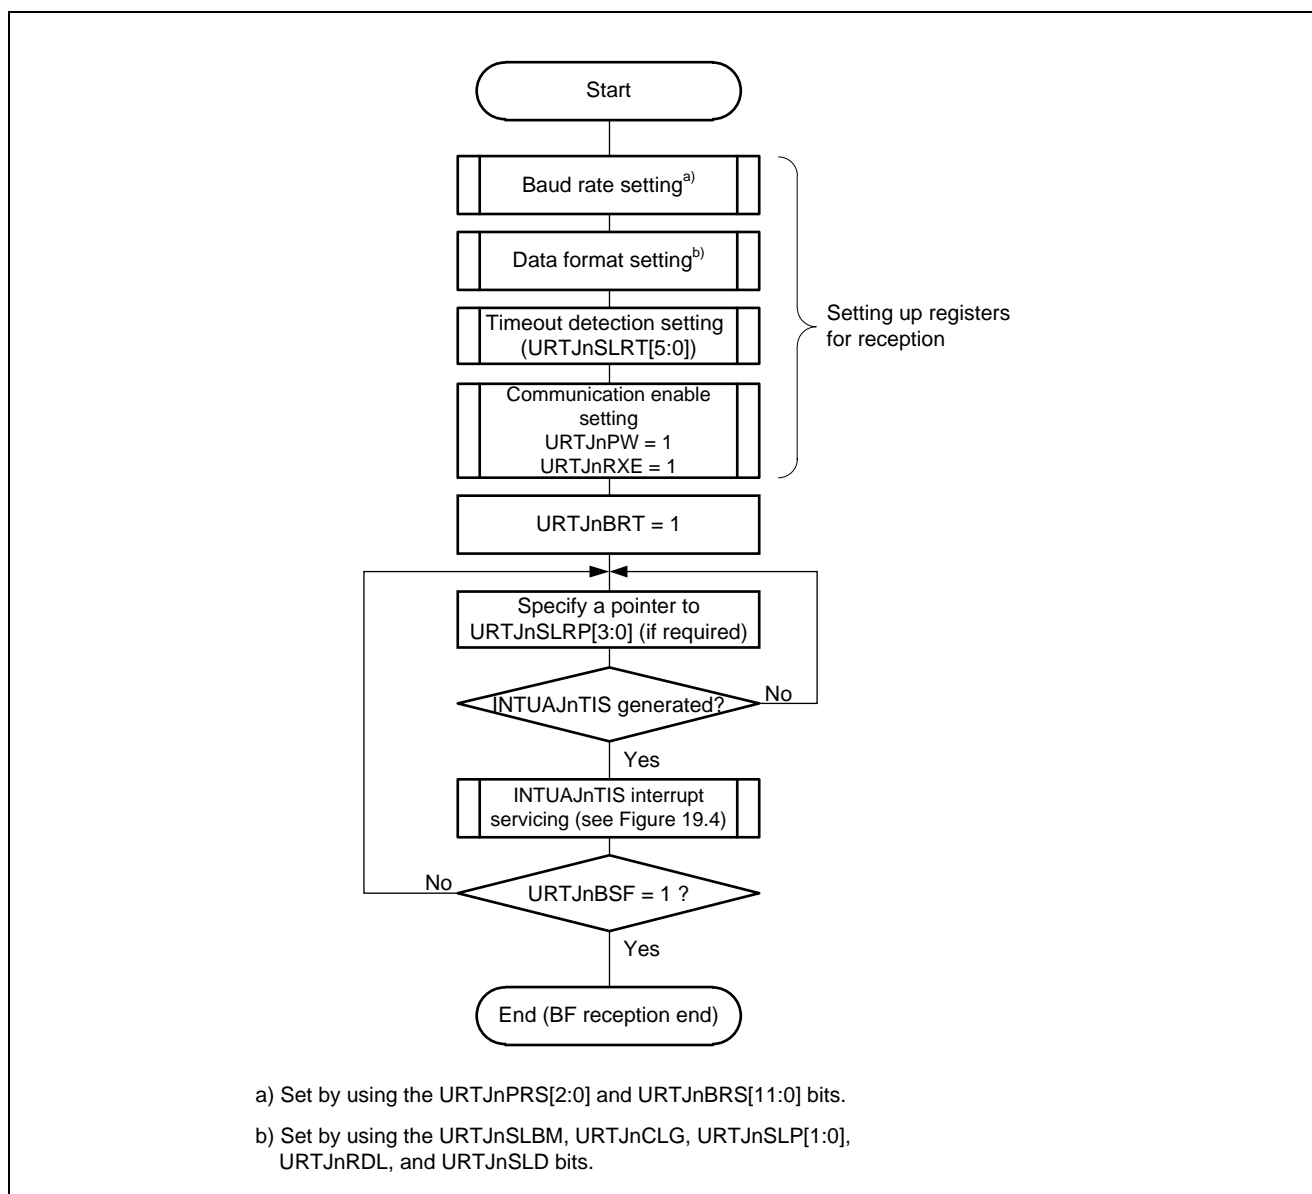 Start
Baud rate setting a)
Data format setting b)
Timeout detection setting
(URTJnSLRT[5:0])
Communication enable
setting
URTJnPW = 1
URTJnRXE = 1
Setting up registers
for reception
URTJnBRT = 1
Specify a pointer to
URTJnSLRP[3:0] (if required)
INTUAJnTIS generated?
No
Yes
INTUAJnTIS interrupt
servicing (see Figure 19.4)
No
URTJnBSF = 1 ?
Yes
End (BF reception end)
a) Set by using the URTJnPRS[2:0] and URTJnBRS[11:0] bits.
b) Set by using the URTJnSLBM, URTJnCLG, URTJnSLP[1:0],
URTJnRDL, and URTJnSLD bits.